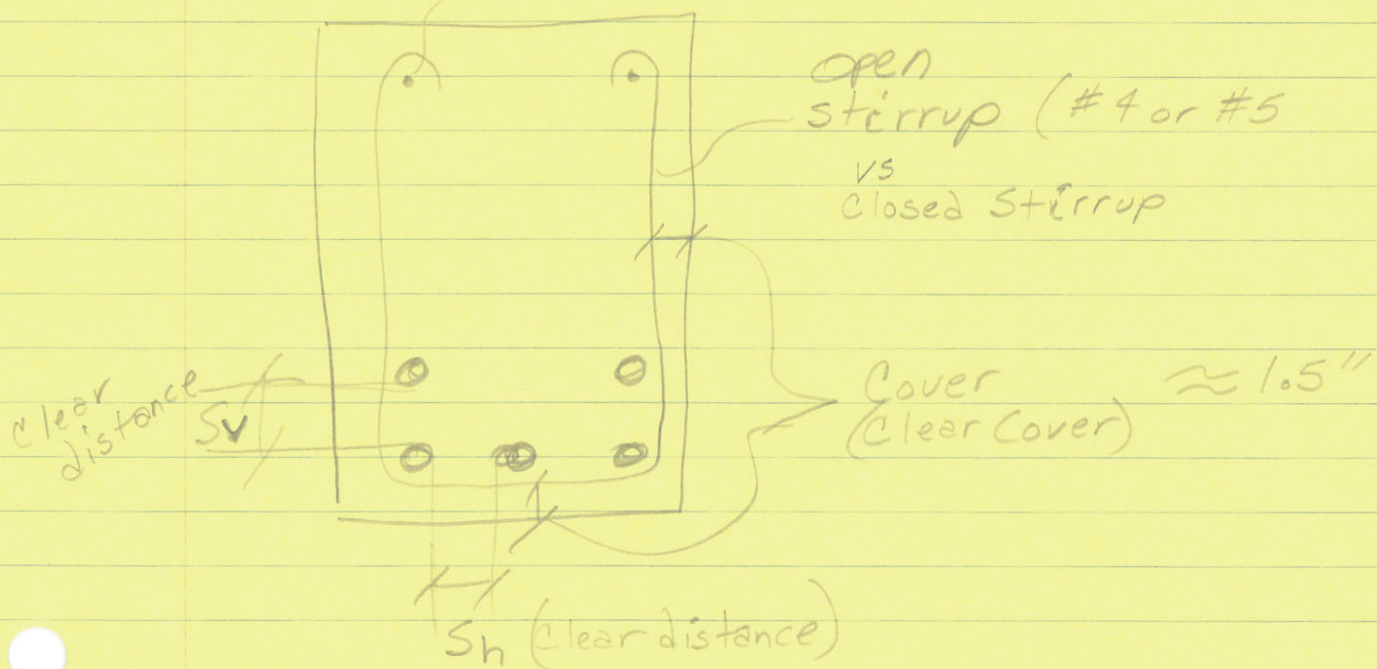 open
stirrup (#4 or #5
vs
Closed Stirrup
Clear
distance
Sv
Cover ≈ 1.5"
(Clear Cover)
Sh (Clear distance)